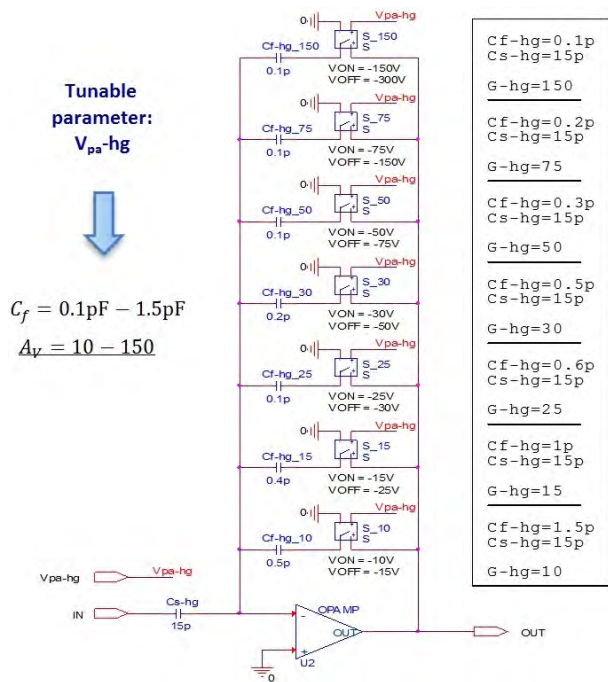 Tunable
parameter:
Vpa-hg
Cf = 0.1pF − 1.5pF
AV = 10 − 150
0
Vpa-hg
Cf-hg_150
0.1p
S_150
S
VON = -150V
VOFF = -300V
0
Vpa-hg
Cf-hg_75
0.1p
S_75
S
VON = -75V
VOFF = -150V
0
Vpa-hg
Cf-hg_50
0.1p
S_50
S
VON = -50V
VOFF = -75V
0
Vpa-hg
Cf-hg_30
0.2p
S_30
S
VON = -30V
VOFF = -50V
0
Vpa-hg
Cf-hg_25
0.1p
S_25
S
VON = -25V
VOFF = -30V
0
Vpa-hg
Cf-hg_15
0.4p
S_15
S
VON = -15V
VOFF = -25V
0
Vpa-hg
Cf-hg_10
0.5p
S_10
S
VON = -10V
VOFF = -15V
Vpa-hg
Vpa-hg
IN
Cs-hg
15p
OPAMP
-
+
OUT
U2
0
OUT
Cf-hg=0.1p
Cs-hg=15p
G-hg=150
Cf-hg=0.2p
Cs-hg=15p
G-hg=75
Cf-hg=0.3p
Cs-hg=15p
G-hg=50
Cf-hg=0.5p
Cs-hg=15p
G-hg=30
Cf-hg=0.6p
Cs-hg=15p
G-hg=25
Cf-hg=1p
Cs-hg=15p
G-hg=15
Cf-hg=1.5p
Cs-hg=15p
G-hg=10